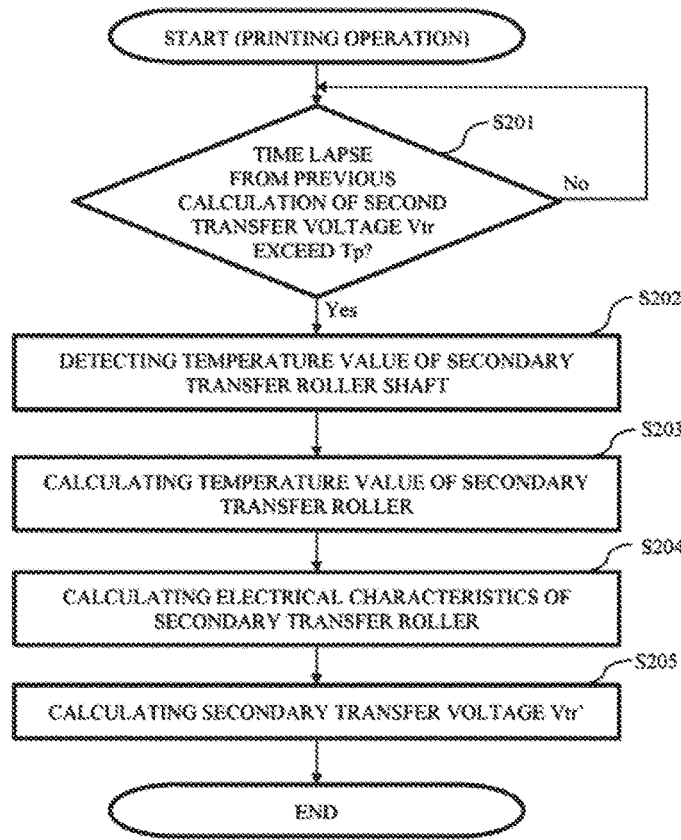 START (PRINTING OPERATION)
S201
TIME LAPSE
FROM PREVIOUS
CALCULATION OF SECOND
TRANSFER VOLTAGE Vtr
EXCEED Tp?
No
Yes
S202
DETECTING TEMPERATURE VALUE OF SECONDARY
TRANSFER ROLLER SHAFT
S203
CALCULATING TEMPERATURE VALUE OF SECONDARY
TRANSFER ROLLER
S204
CALCULATING ELECTRICAL CHARACTERISTICS OF
SECONDARY TRANSFER ROLLER
S205
CALCULATING SECONDARY TRANSFER VOLTAGE Vtr`
END